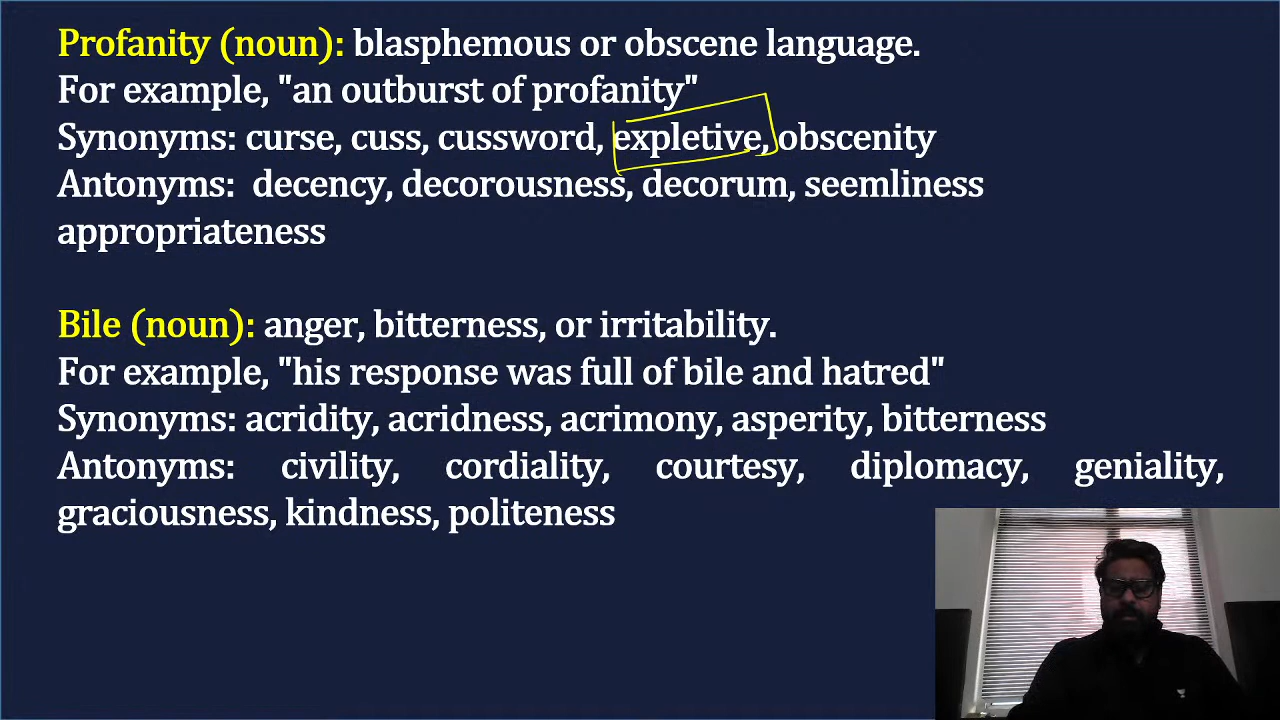 Profanity (noun): blasphemous or obscene language.
For example, "an outburst of profanity"
Synonyms: curse, cuss, cussword, expletive, obscenity
Antonyms: decency, decorousness, decorum, seemliness
appropriateness
Bile (noun): anger, bitterness, or irritability.
For example, "his response was full of bile and hatred"
Synonyms: acridity, acridness, acrimony, asperity, bitterness
Antonyms: civility, cordiality, courtesy, diplomacy, geniality,
graciousness, kindness, politeness